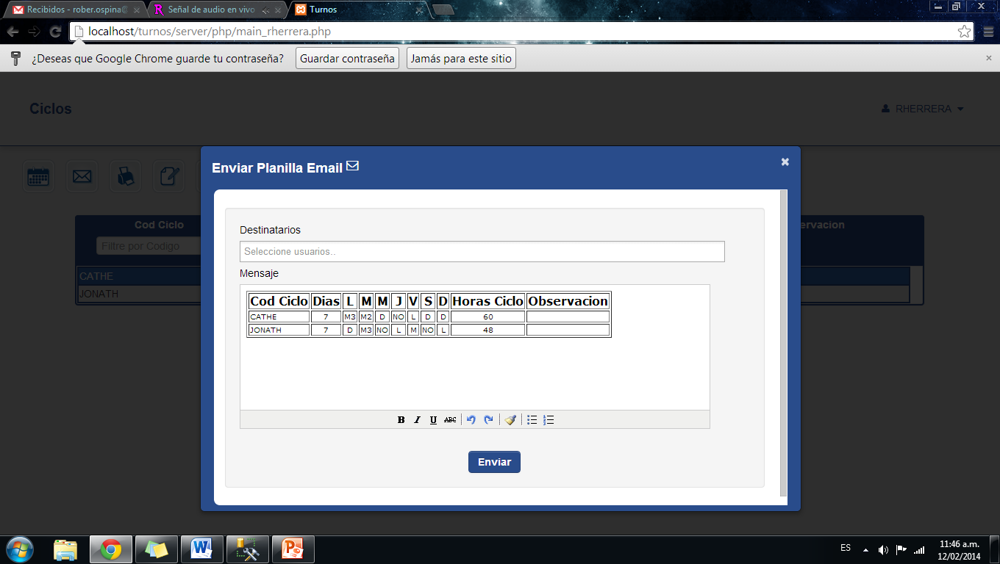 Recibidos - rober.ospina@
Señal de audio en vivo
Turnos
localhost/turnos/server/php/main_rherrera.php
¿Deseas que Google Chrome guarde tu contraseña? Guardar contraseña Jamás para este sitio
Ciclos
RHERRERA
Enviar Planilla Email
Cod Ciclo
ervacion
Filtre por Codigo
CATHE
JONATH
Destinatarios
Seleccione usuarios..
Mensaje
Cod Ciclo Dias L M M J V S D Horas Ciclo Observacion
CATHE 7 M3 M2 D NO L D D 60
JONATH 7 D M3 NO L M NO L 48
B I U ABC
Enviar
ES
11:46 a.m.
12/02/2014